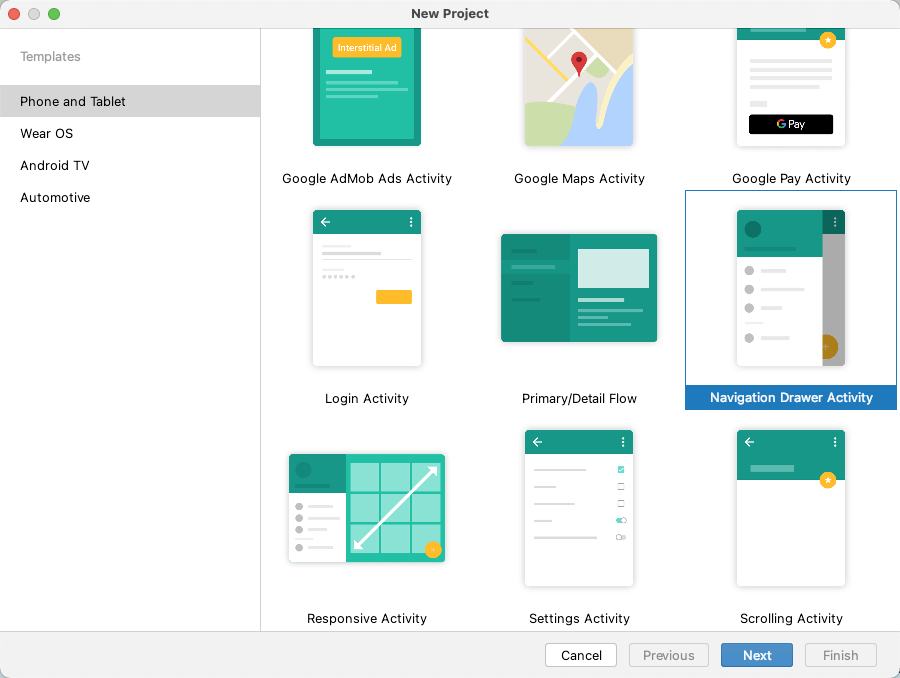 New Project
Templates
Phone and Tablet
Wear OS
Android TV
Automotive
Interstitial Ad
G Pay
Google AdMob Ads Activity
Google Maps Activity
Google Pay Activity
Login Activity
Primary/Detail Flow
Navigation Drawer Activity
Responsive Activity
Settings Activity
Scrolling Activity
Cancel
Previous
Next
Finish